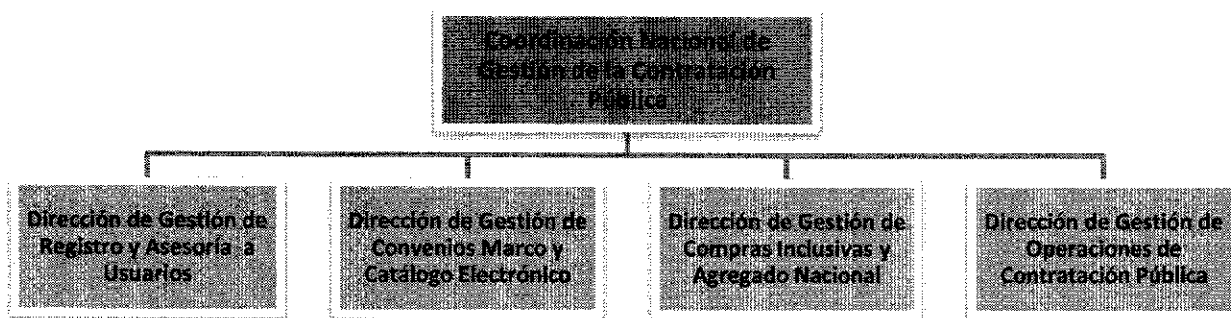 Coordinación Nacional de
Gestión de la Contratación
Pública
Dirección de Gestión de
Registro y Asesoría a
Usuarios
Dirección de Gestión de
Convenios Marco y
Catálogo Electrónico
Dirección de Gestión de
Compras Inclusivas y
Agregado Nacional
Dirección de Gestión de
Operaciones de
Contratación Pública